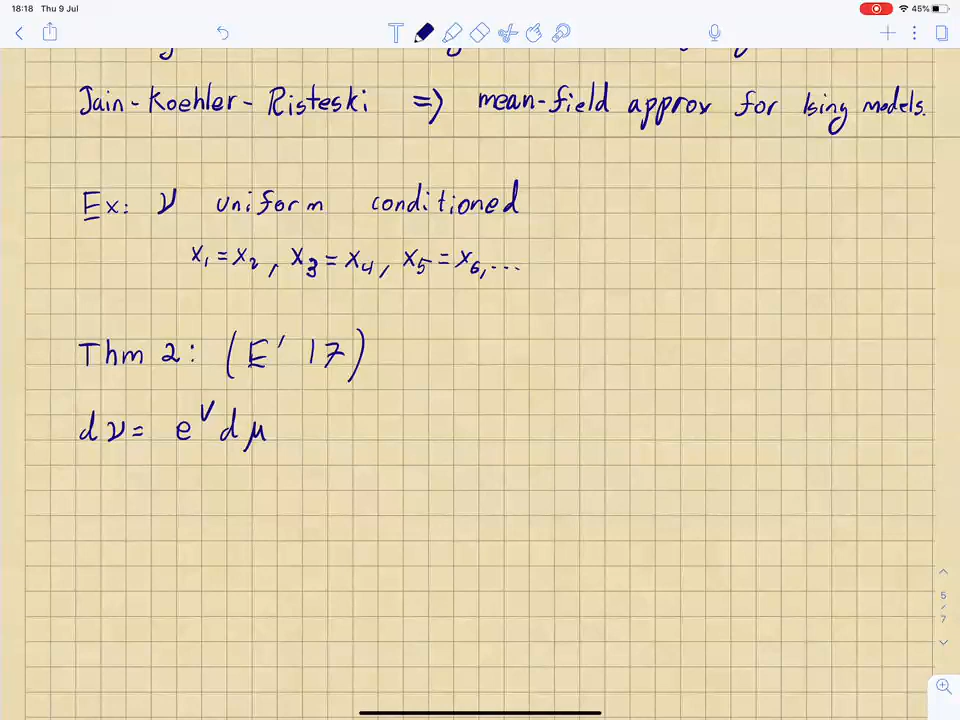 18:18 Thu 9 Jul 45%
Jain-Koehler-Risteski => mean-field approx for Ising models.
Ex: ν uniform conditioned
x₁ = x₂, x₃ = x₄, x₅ = x₆, ...
Thm 2: (E' 17)
dν = e^V dμ
5
/
7